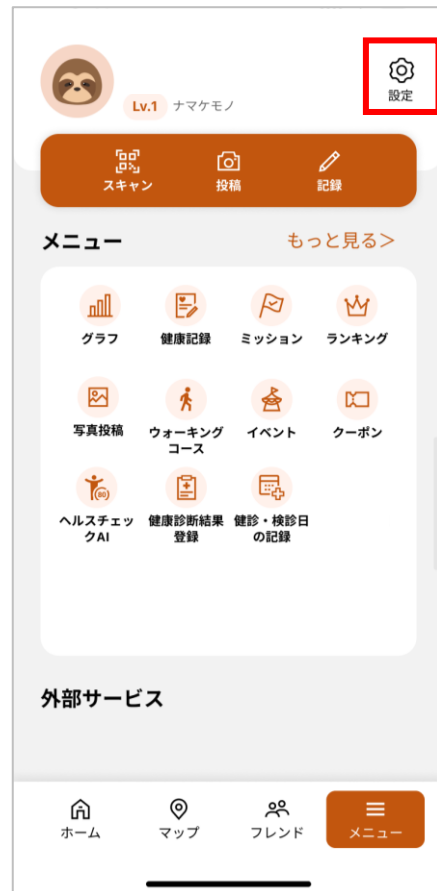 設定
Lv.1 ナマケモノ
スキャン 投稿 記録
メニュー もっと見る＞
グラフ 健康記録 ミッション ランキング
写真投稿 ウォーキング イベント クーポン
コース
ヘルスチェッ 健康診断結果 健診・検診日
クAI 登録 の記録
外部サービス
ホーム マップ フレンド メニュー